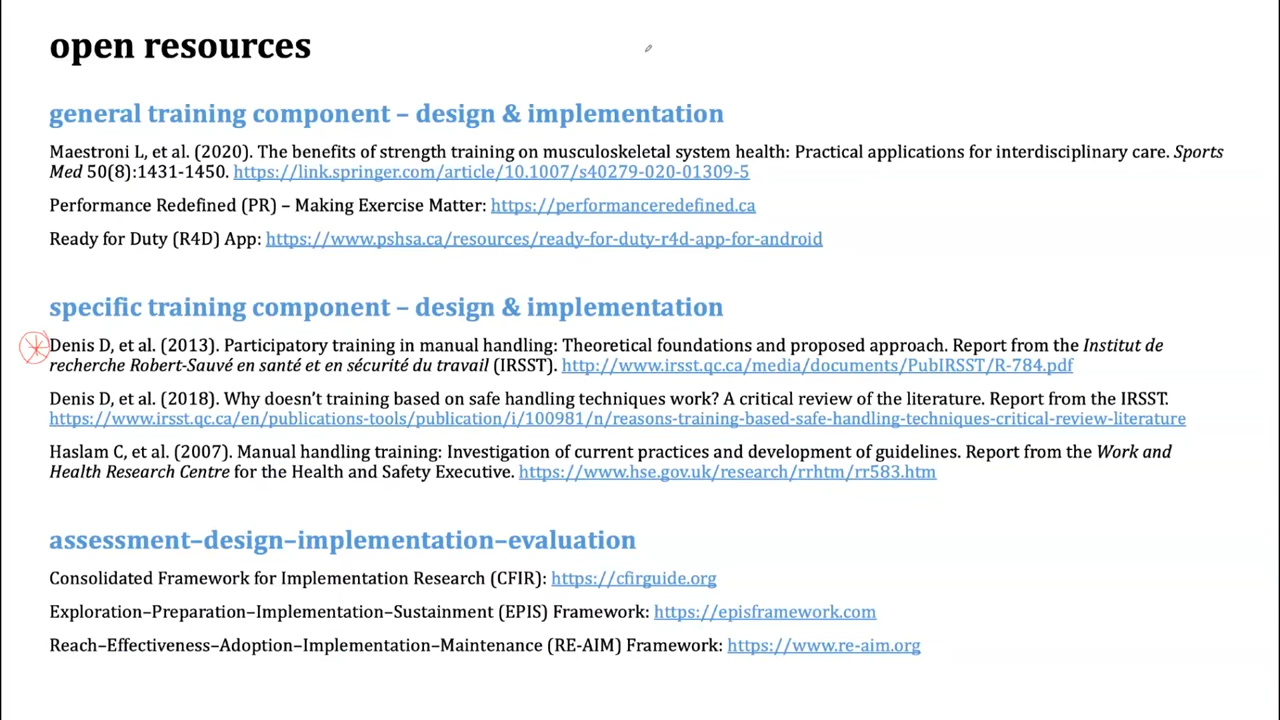 open resources
general training component – design & implementation
Maestroni L, et al. (2020). The benefits of strength training on musculoskeletal system health: Practical applications for interdisciplinary care. Sports
Med 50(8):1431-1450. https://link.springer.com/article/10.1007/s40279-020-01309-5
Performance Redefined (PR) – Making Exercise Matter: https://performanceredefined.ca
Ready for Duty (R4D) App: https://www.pshsa.ca/resources/ready-for-duty-r4d-app-for-android
specific training component – design & implementation
Denis D, et al. (2013). Participatory training in manual handling: Theoretical foundations and proposed approach. Report from the Institut de
recherche Robert-Sauvé en santé et en sécurité du travail (IRSST). http://www.irsst.qc.ca/media/documents/PubIRSST/R-784.pdf
Denis D, et al. (2018). Why doesn’t training based on safe handling techniques work? A critical review of the literature. Report from the IRSST.
https://www.irsst.qc.ca/en/publications-tools/publication/i/100981/n/reasons-training-based-safe-handling-techniques-critical-review-literature
Haslam C, et al. (2007). Manual handling training: Investigation of current practices and development of guidelines. Report from the Work and
Health Research Centre for the Health and Safety Executive. https://www.hse.gov.uk/research/rrhtm/rr583.htm
assessment–design–implementation–evaluation
Consolidated Framework for Implementation Research (CFIR): https://cfirguide.org
Exploration–Preparation–Implementation–Sustainment (EPIS) Framework: https://episframework.com
Reach–Effectiveness–Adoption–Implementation–Maintenance (RE-AIM) Framework: https://www.re-aim.org